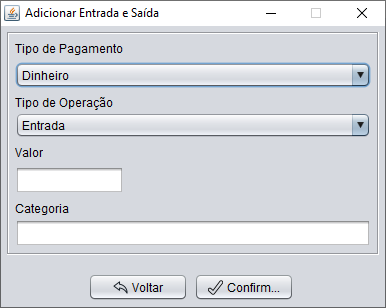 Adicionar Entrada e Saída
Tipo de Pagamento
Dinheiro
Tipo de Operação
Entrada
Valor
Categoria
Voltar
Confirm...